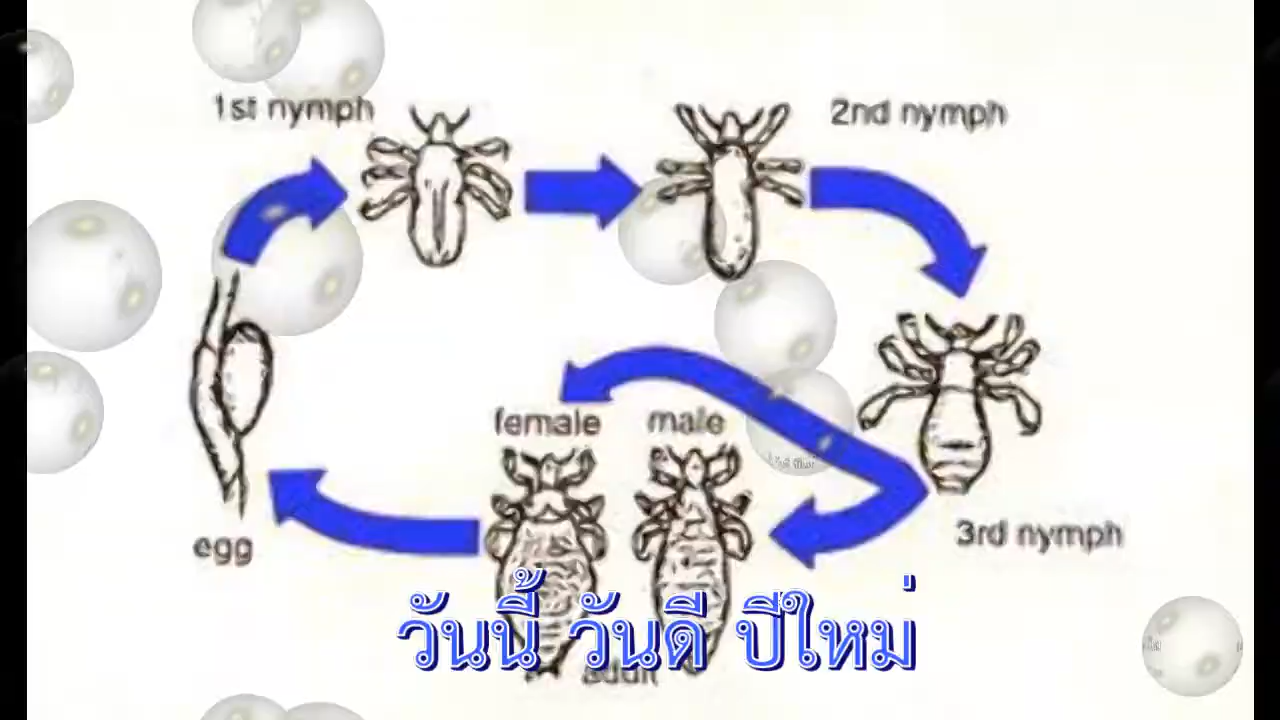 1st nymph
2nd nymph
female male
egg
3rd nymph
วันนี้ วันดี ปีใหม่
adult